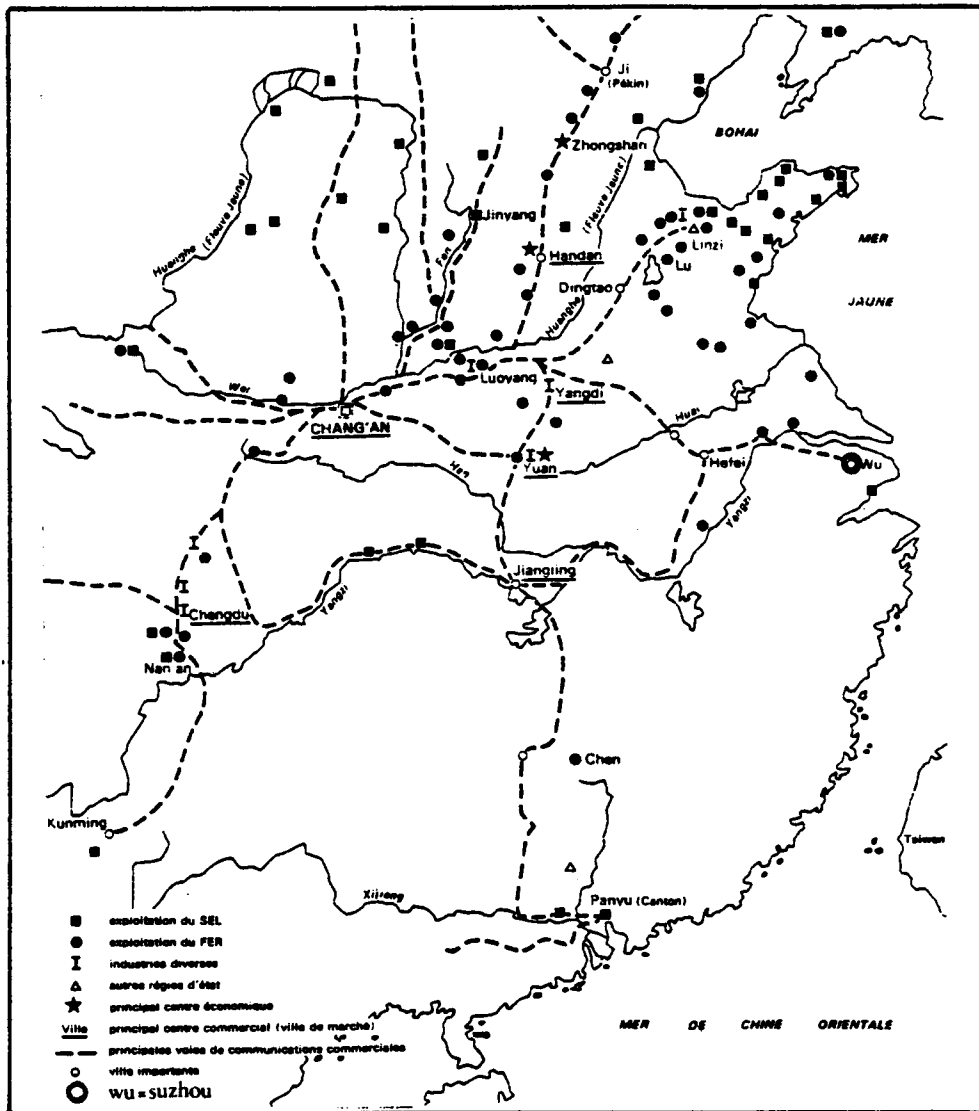 Ji
(Pékin)
BOHAI
Zhongshan
Huanghe (Fleuve Jaune)
(Fleuve Jaune)
Jinyang
MER
Linzi
Fen
Handan
Lu
Dingtao
JAUNE
Huanghe
Luoyang
Wei
Yangdi
Huai
CHANG'AN
Hefei
Wu
Yuan
Han
Yangzi
Jiangling
Yangzi
Chengdu
Nan an
Chen
Kunming
Taiwan
Xijiang
Panyu (Canton)
exploitation du SEL
exploitation du FER
industries diverses
autres régies d'état
principal centre économique
Ville principal centre commercial (ville de marché)
principales voies de communications commerciales
MER DE CHINE ORIENTALE
ville importante
wu = suzhou